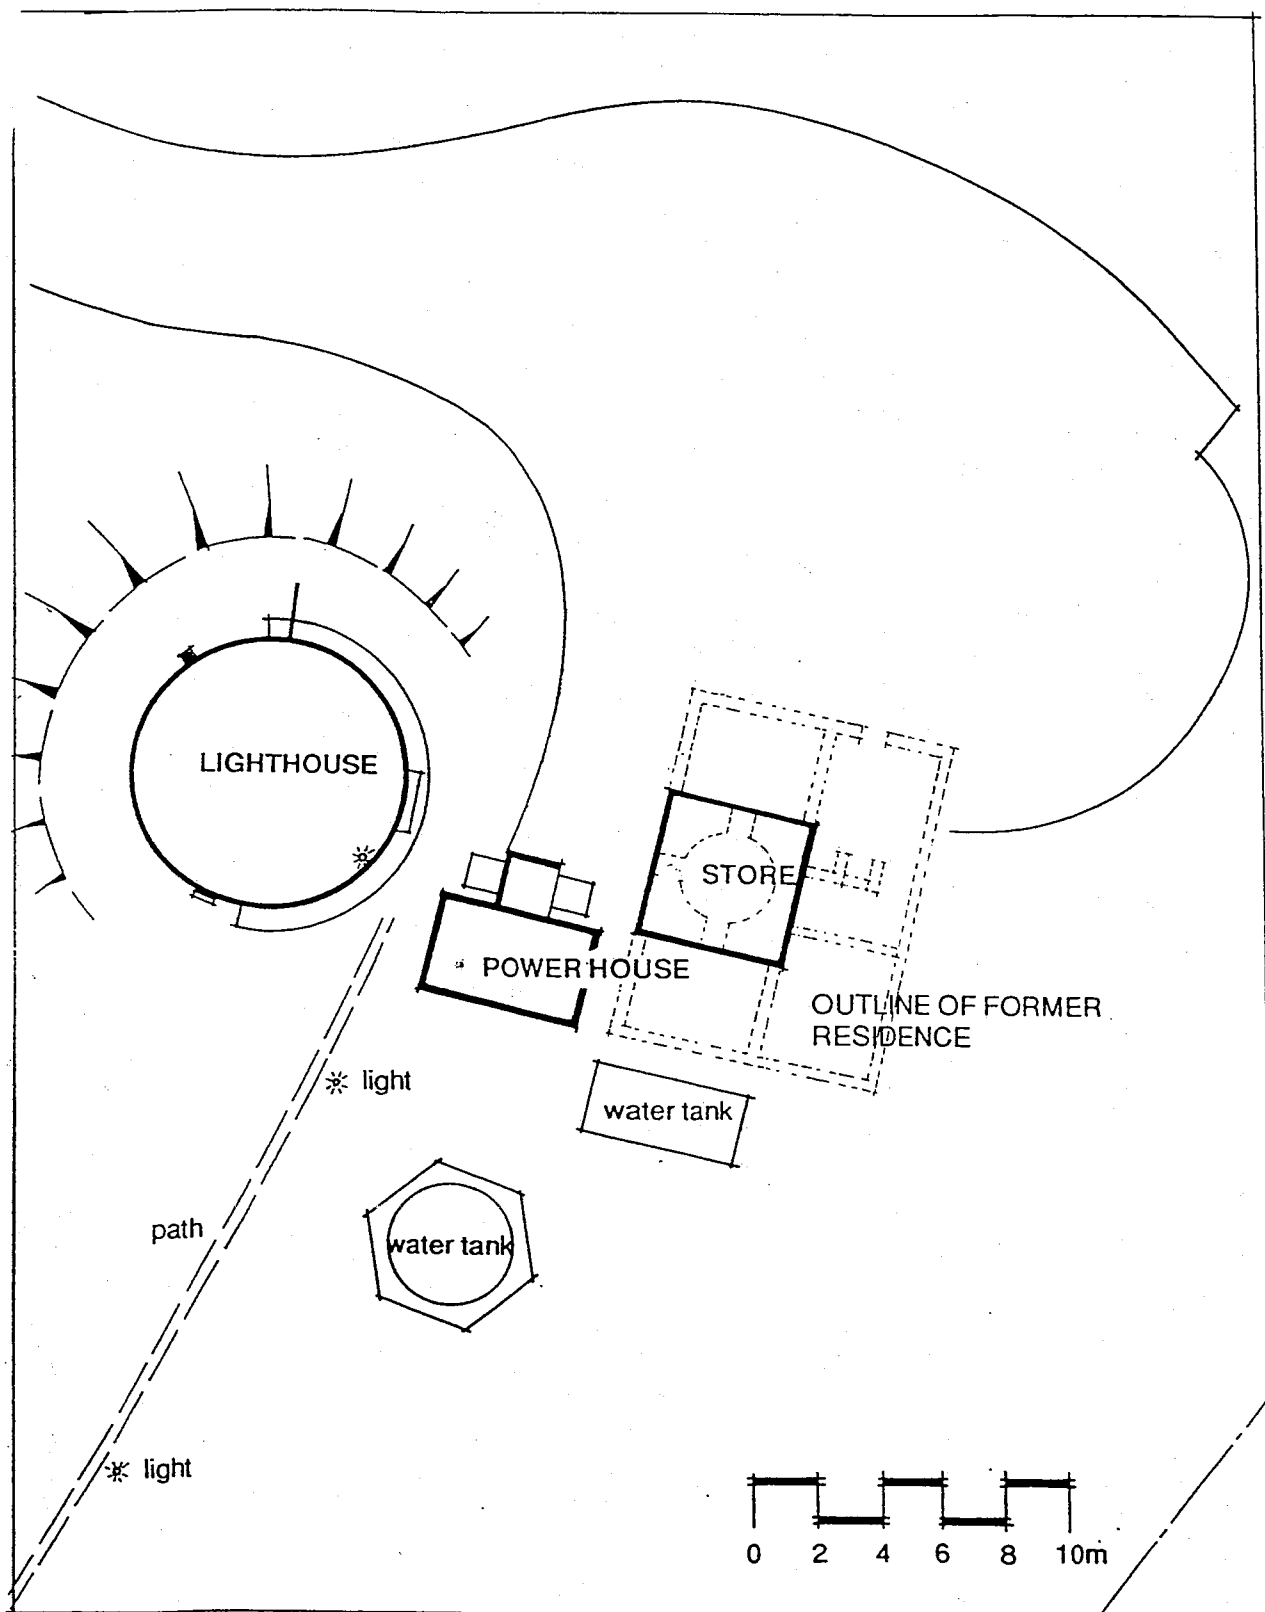 LIGHTHOUSE
STORE
POWER HOUSE
OUTLINE OF FORMER
RESIDENCE
light
water tank
path
water tank
light
0 2 4 6 8 10m